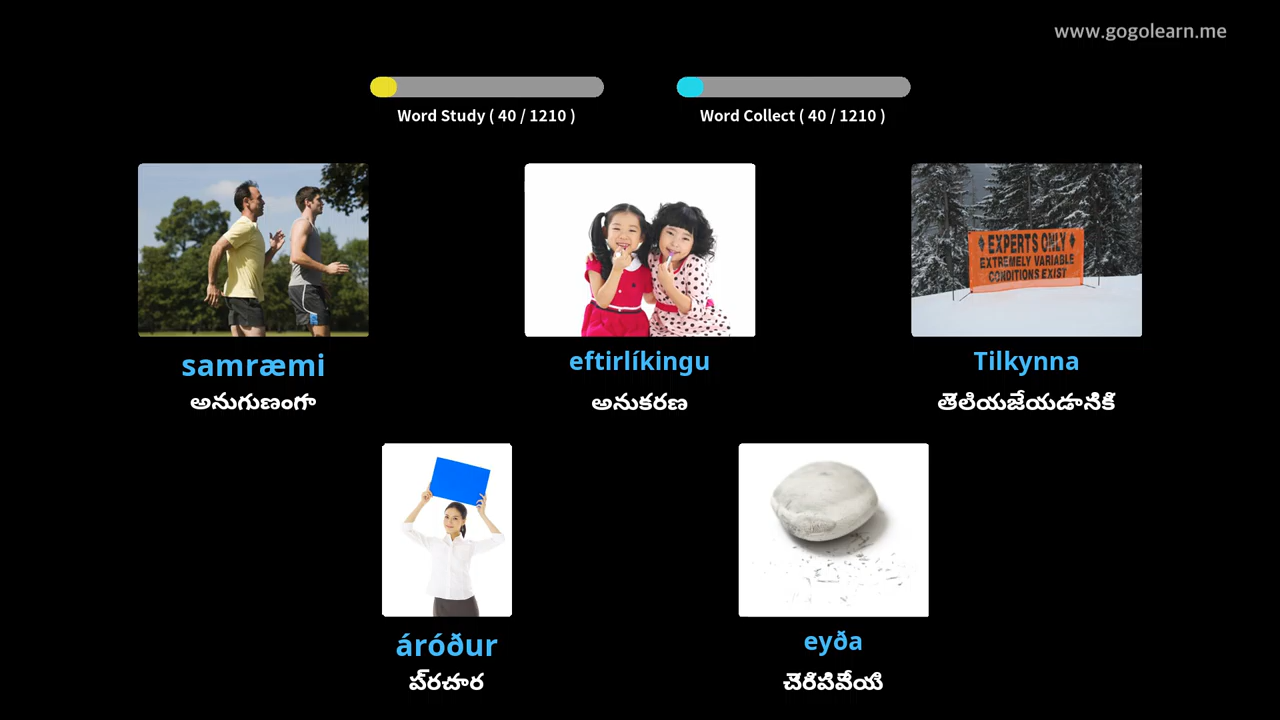 www.gogolearn.me
Word Study ( 40 / 1210 )
Word Collect ( 40 / 1210 )
EXPERTS ONLY
EXTREMELY VARIABLE
CONDITIONS EXIST
samræmi
అనుగుణంగా
eftirlíkingu
అనుకరణ
Tilkynna
తెలియజేయడానికి
áróður
ప్రచార
eyða
చెరిపివేయి